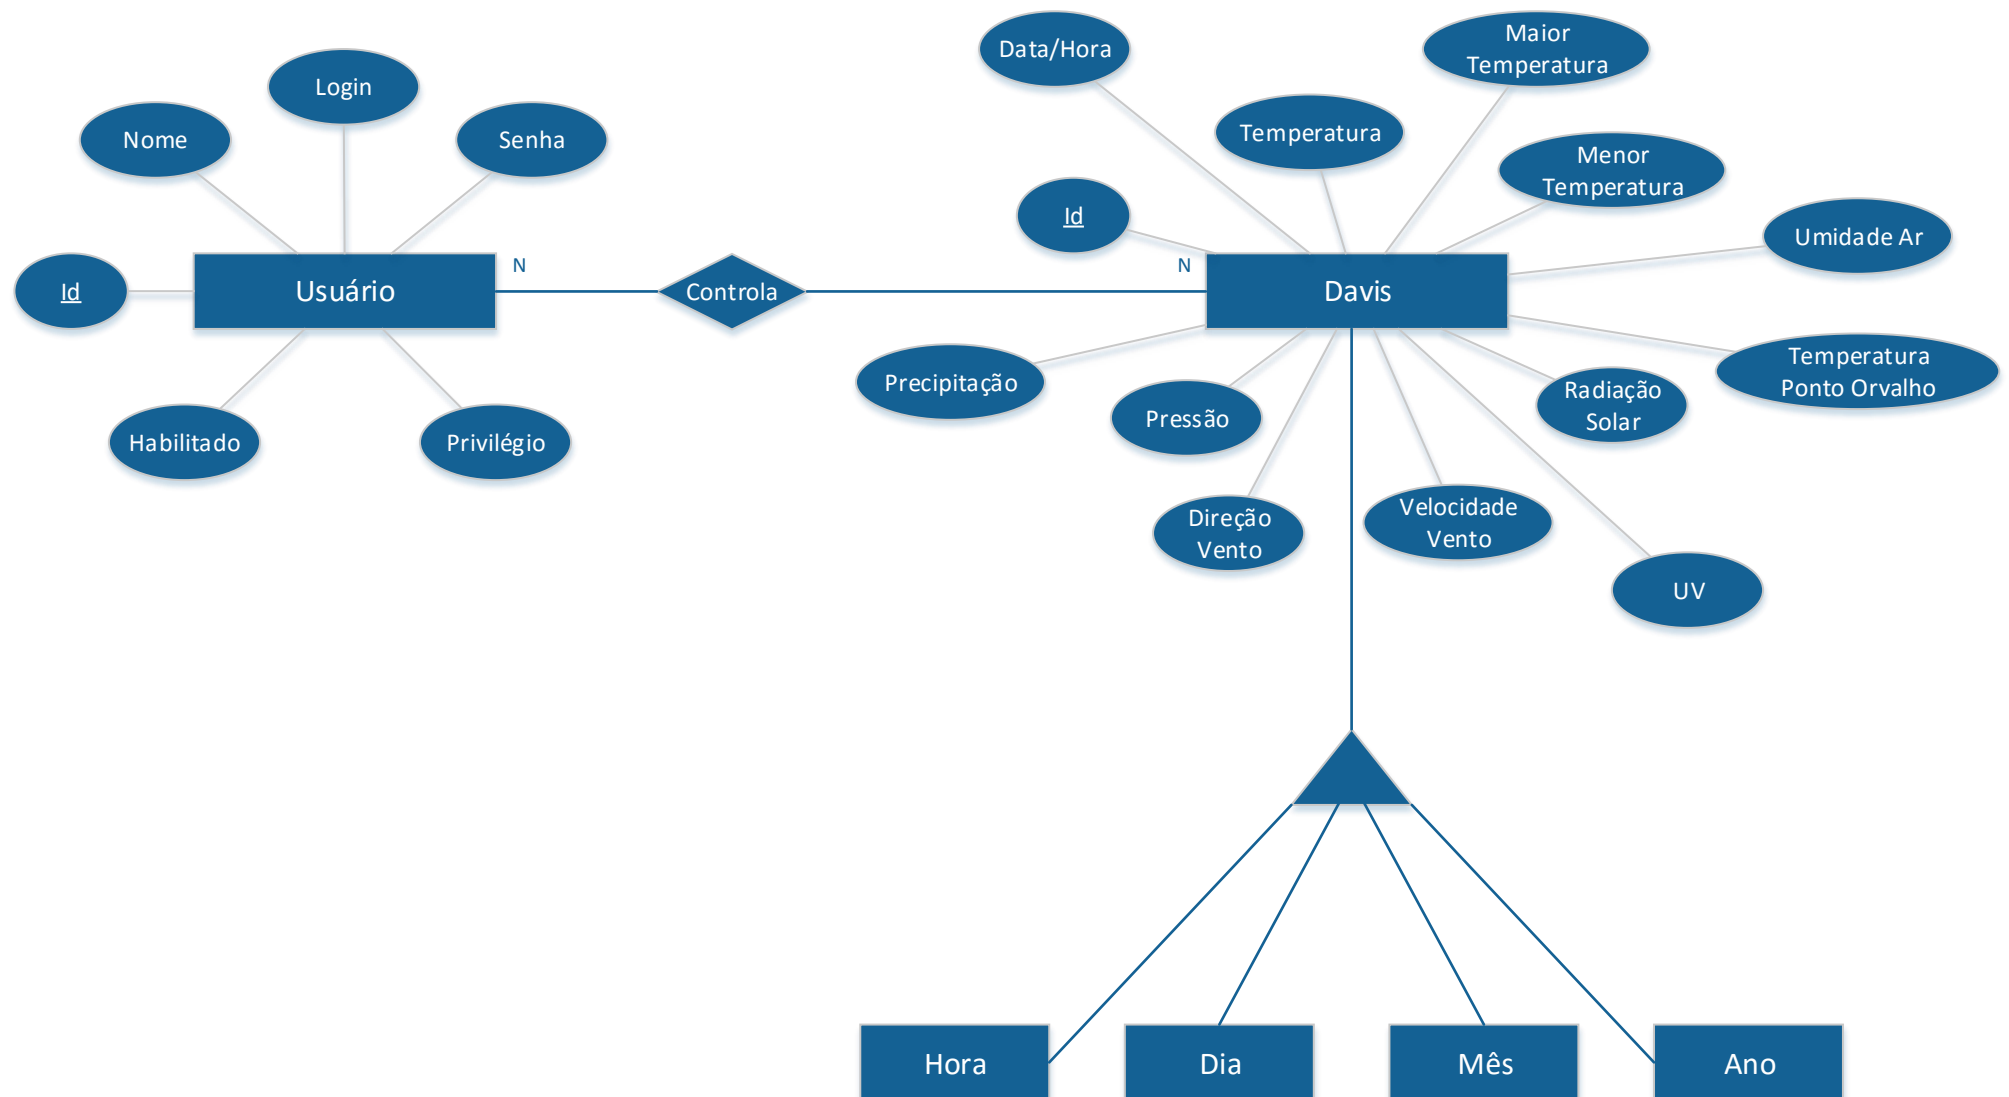 Data/Hora
Maior
Temperatura
Login
Nome
Senha
Temperatura
Menor
Temperatura
Id
Umidade Ar
Id
Usuário
N
Controla
N
Davis
Precipitação
Pressão
Radiação
Solar
Temperatura
Ponto Orvalho
Habilitado
Privilégio
Direção
Vento
Velocidade
Vento
UV
Hora
Dia
Mês
Ano